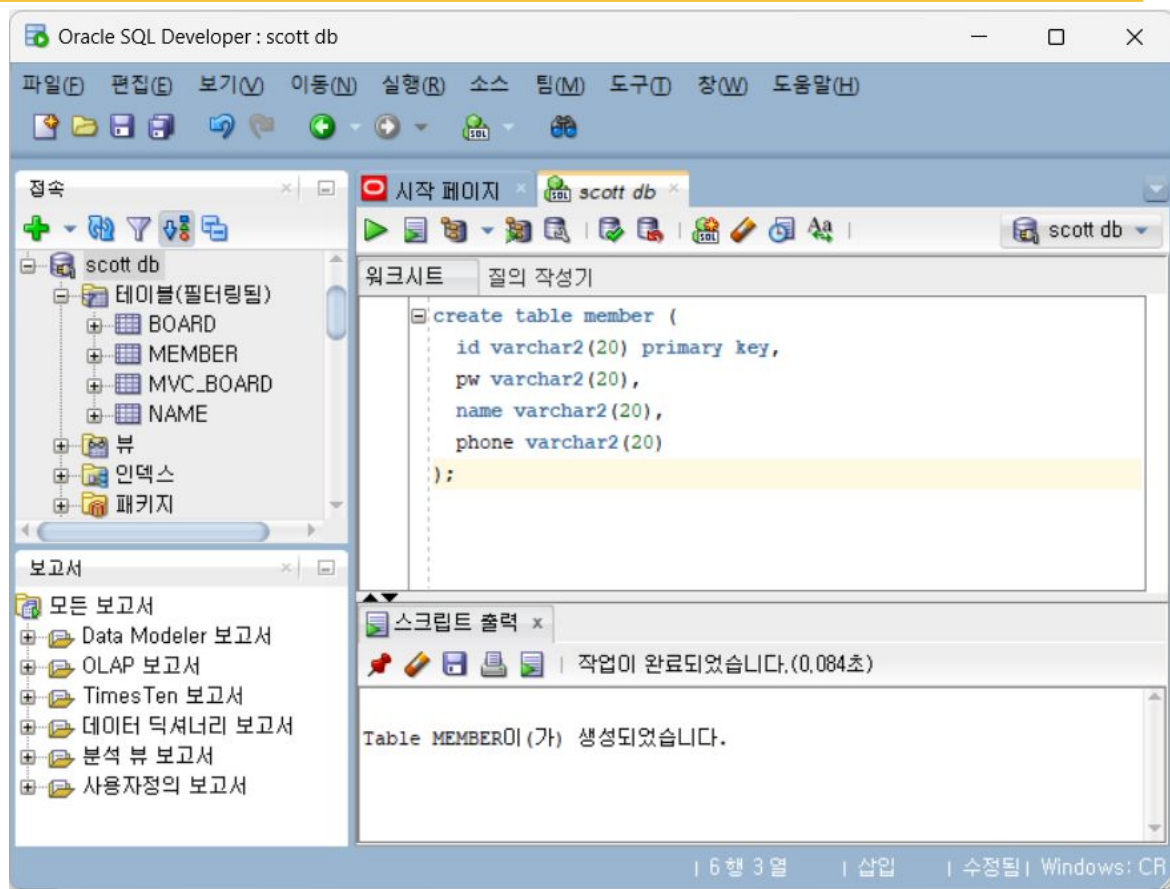 Oracle SQL Developer : scott db
파일(F) 편집(E) 보기(V) 이동(N) 실행(R) 소스 팀(M) 도구(T) 창(W) 도움말(H)
접속
scott db
테이블(필터링됨)
BOARD
MEMBER
MVC_BOARD
NAME
뷰
인덱스
패키지
보고서
모든 보고서
Data Modeler 보고서
OLAP 보고서
TimesTen 보고서
데이터 딕셔너리 보고서
분석 뷰 보고서
사용자정의 보고서
시작 페이지 scott db
scott db
워크시트 질의 작성기
create table member (
id varchar2(20) primary key,
pw varchar2(20),
name varchar2(20),
phone varchar2(20)
);
스크립트 출력
작업이 완료되었습니다.(0,084초)
Table MEMBER이(가) 생성되었습니다.
| 6 행 3 열 | 삽입 | 수정됨 | Windows: CR